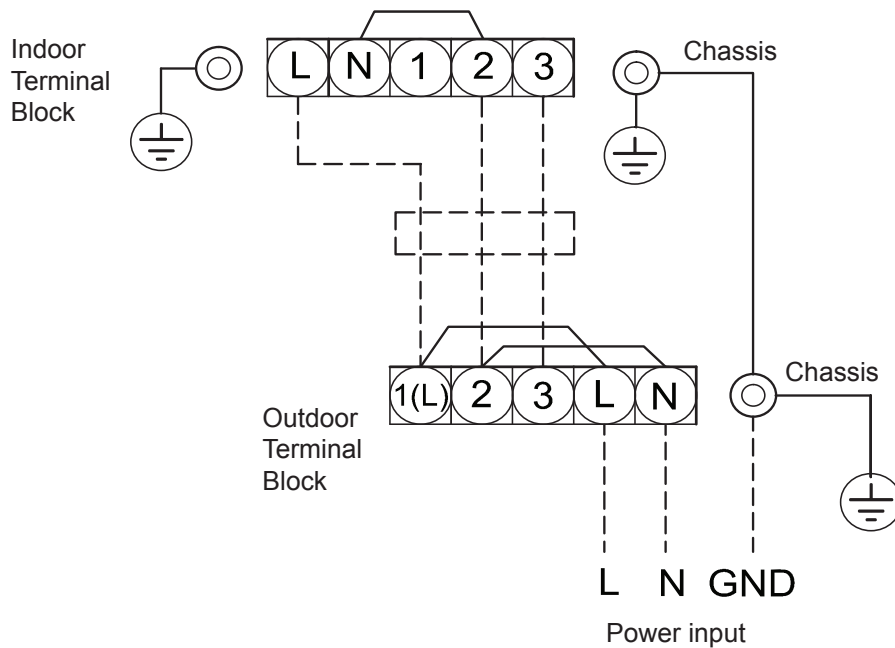 Indoor
Terminal
Block
L N 1 2 3
Chassis
1(L) 2 3 L N
Chassis
Outdoor
Terminal
Block
L N GND
Power input